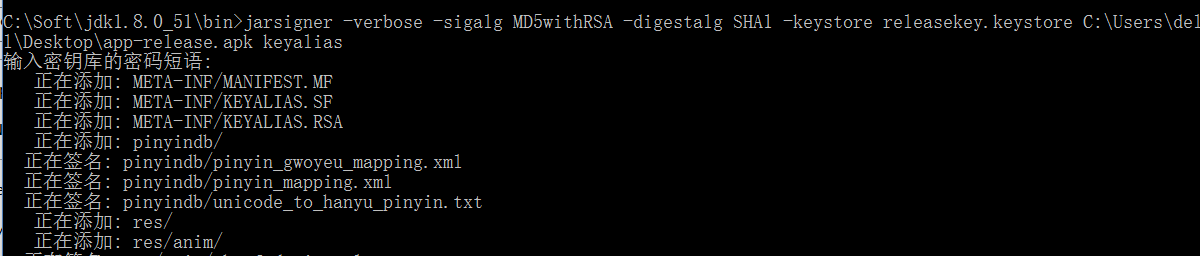 C:\Soft\jdk1.8.0_51\bin>jarsigner -verbose -sigalg MD5withRSA -digestalg SHA1 -keystore releasekey.keystore C:\Users\del
l\Desktop\app-release.apk keyalias
输入密钥库的密码短语:
正在添加: META-INF/MANIFEST.MF
正在添加: META-INF/KEYALIAS.SF
正在添加: META-INF/KEYALIAS.RSA
正在添加: pinyindb/
正在签名: pinyindb/pinyin_gwoyeu_mapping.xml
正在签名: pinyindb/pinyin_mapping.xml
正在签名: pinyindb/unicode_to_hanyu_pinyin.txt
正在添加: res/
正在添加: res/anim/